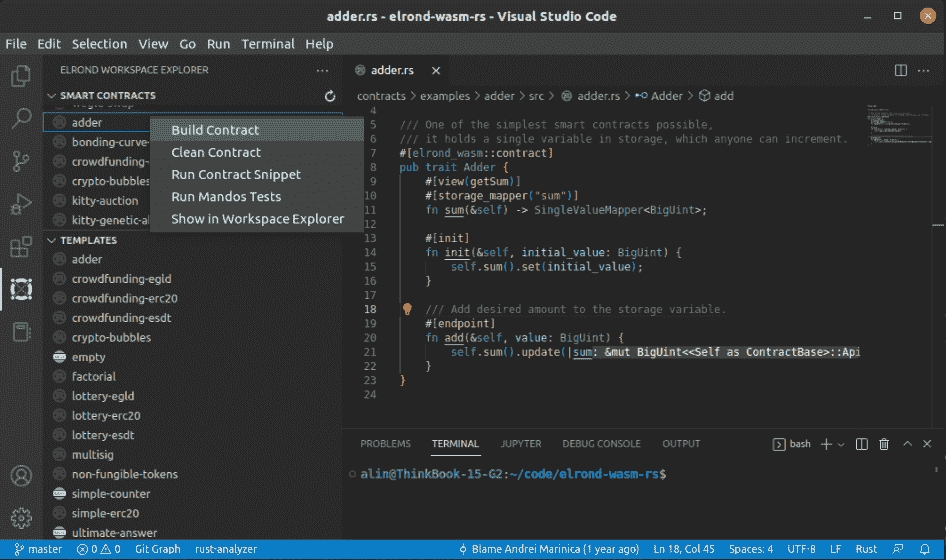 adder.rs - elrond-wasm-rs - Visual Studio Code
File Edit Selection View Go Run Terminal Help
ELROND WORKSPACE EXPLORER
SMART CONTRACTS
adder
bonding-curve-
crowdfunding-
crypto-bubbles
kitty-auction
kitty-genetic-al
Build Contract
Clean Contract
Run Contract Snippet
Run Mandos Tests
Show in Workspace Explorer
TEMPLATES
adder
crowdfunding-egld
crowdfunding-erc20
crowdfunding-esdt
crypto-bubbles
empty
factorial
lottery-egld
lottery-erc20
lottery-esdt
multisig
non-fungible-tokens
simple-counter
simple-erc20
ultimate-answer
adder.rs
contracts > examples > adder > src > adder.rs > Adder > add
4
5 /// One of the simplest smart contracts possible,
6 /// it holds a single variable in storage, which anyone can increment.
7 #[elrond_wasm::contract]
8 pub trait Adder {
9 #[view(getSum)]
10 #[storage_mapper("sum")]
11 fn sum(&self) -> SingleValueMapper<BigUint>;
12
13 #[init]
14 fn init(&self, initial_value: BigUint) {
15 self.sum().set(initial_value);
16 }
17
18 /// Add desired amount to the storage variable.
19 #[endpoint]
20 fn add(&self, value: BigUint) {
21 self.sum().update(|sum: &mut BigUint<<Self as ContractBase>::Api
22 }
23 }
24
PROBLEMS TERMINAL JUPYTER DEBUG CONSOLE OUTPUT
bash
alin@ThinkBook-15-G2:~/code/elrond-wasm-rs$
master 0 0 Git Graph rust-analyzer Blame Andrei Marinica (1 year ago) Ln 18, Col 45 Spaces: 4 UTF-8 LF Rust